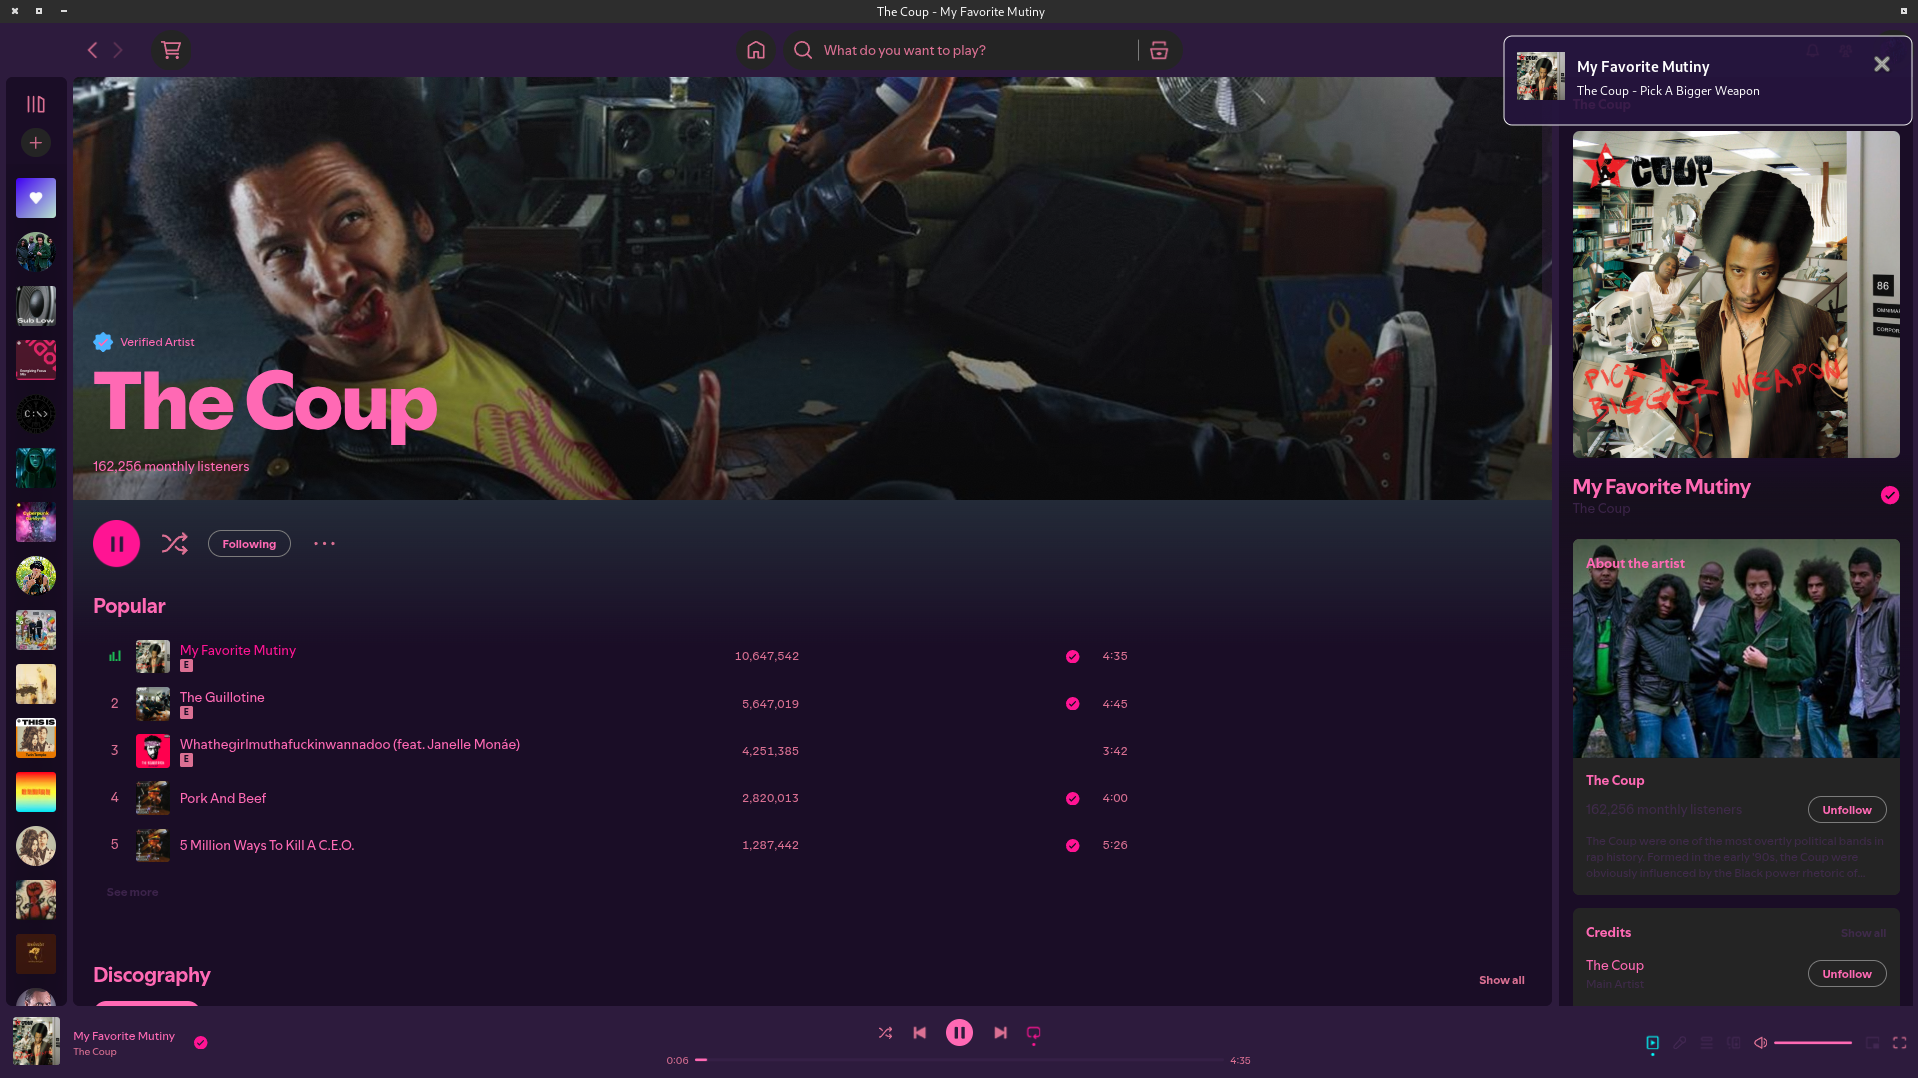 The Coup - My Favorite Mutiny
What do you want to play?
My Favorite Mutiny
The Coup - Pick A Bigger Weapon
The Coup
Sub Low
C:\>
THIS IS
Verified Artist
The Coup
162,256 monthly listeners
Following
Popular
My Favorite Mutiny
E
10,647,542
4:35
2
The Guillotine
E
5,647,019
4:45
3
Whathegirlmuthafuckinwannadoo (feat. Janelle Monáe)
E
4,251,385
3:42
4
Pork And Beef
2,820,013
4:00
5
5 Million Ways To Kill A C.E.O.
1,287,442
5:26
See more
Discography
Show all
COUP
86
PICK A
BIGGER WEAPON
My Favorite Mutiny
The Coup
About the artist
The Coup
162,256 monthly listeners
Unfollow
The Coup were one of the most overtly political bands in
rap history. Formed in the early '90s, the Coup were
obviously influenced by the Black power rhetoric of...
Credits
Show all
The Coup
Main Artist
Unfollow
My Favorite Mutiny
The Coup
0:06
4:35